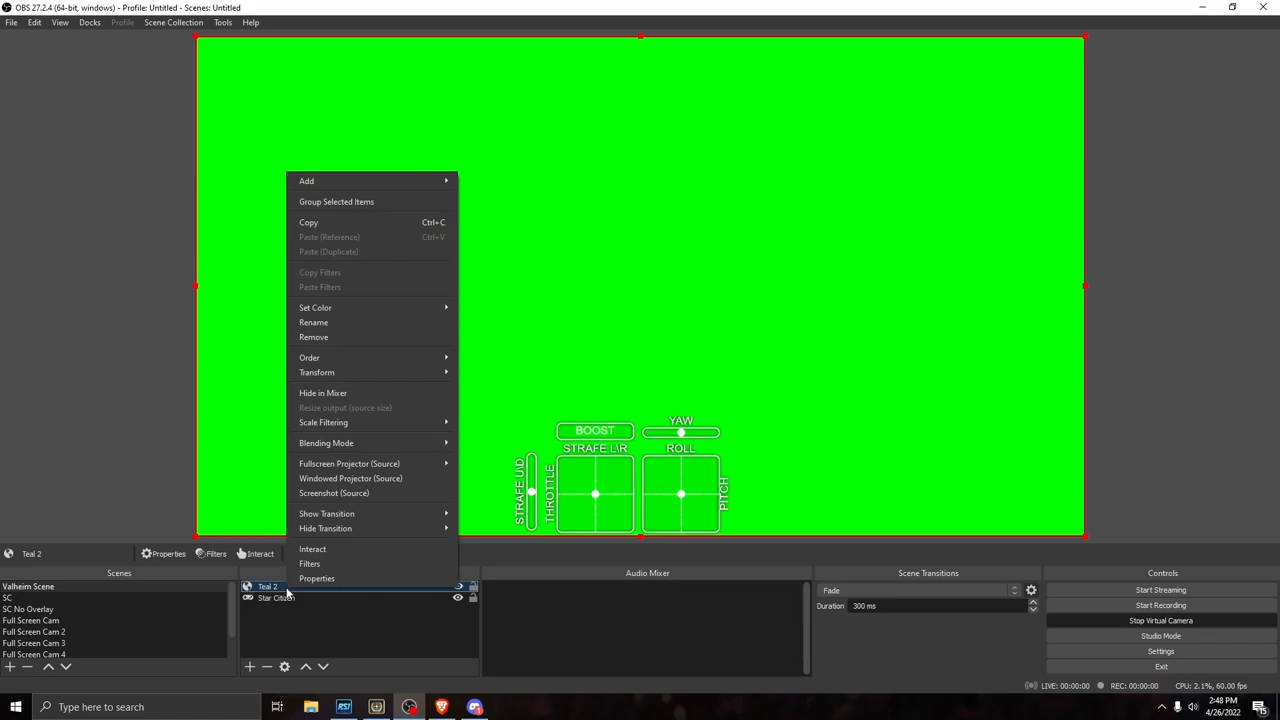 OBS 27.2.4 (64-bit, windows) - Profile: Untitled - Scenes: Untitled
File Edit View Docks Profile Scene Collection Tools Help
Add
Group Selected Items
Copy Ctrl+C
Paste (Reference) Ctrl+V
Paste (Duplicate)
Copy Filters
Paste Filters
Set Color
Rename
Remove
Order
Transform
Hide in Mixer
Resize output (source size)
Scale Filtering
Blending Mode
Fullscreen Projector (Source)
Windowed Projector (Source)
Screenshot (Source)
Show Transition
Hide Transition
Interact
Filters
Properties
BOOST
YAW
STRAFE L\R
ROLL
STRAFE U\D
THROTTLE
PITCH
Teal 2 Properties Filters Interact
Scenes
Valheim Scene
SC
SC No Overlay
Full Screen Cam
Full Screen Cam 2
Full Screen Cam 3
Full Screen Cam 4
Teal 2
Star Citizen
Audio Mixer
Scene Transitions
Fade
Duration 300 ms
Controls
Start Streaming
Start Recording
Stop Virtual Camera
Studio Mode
Settings
Exit
LIVE: 00:00:00 REC: 00:00:00 CPU: 2.1%, 60.00 fps
Type here to search
RSI
2:48 PM
4/26/2022
15